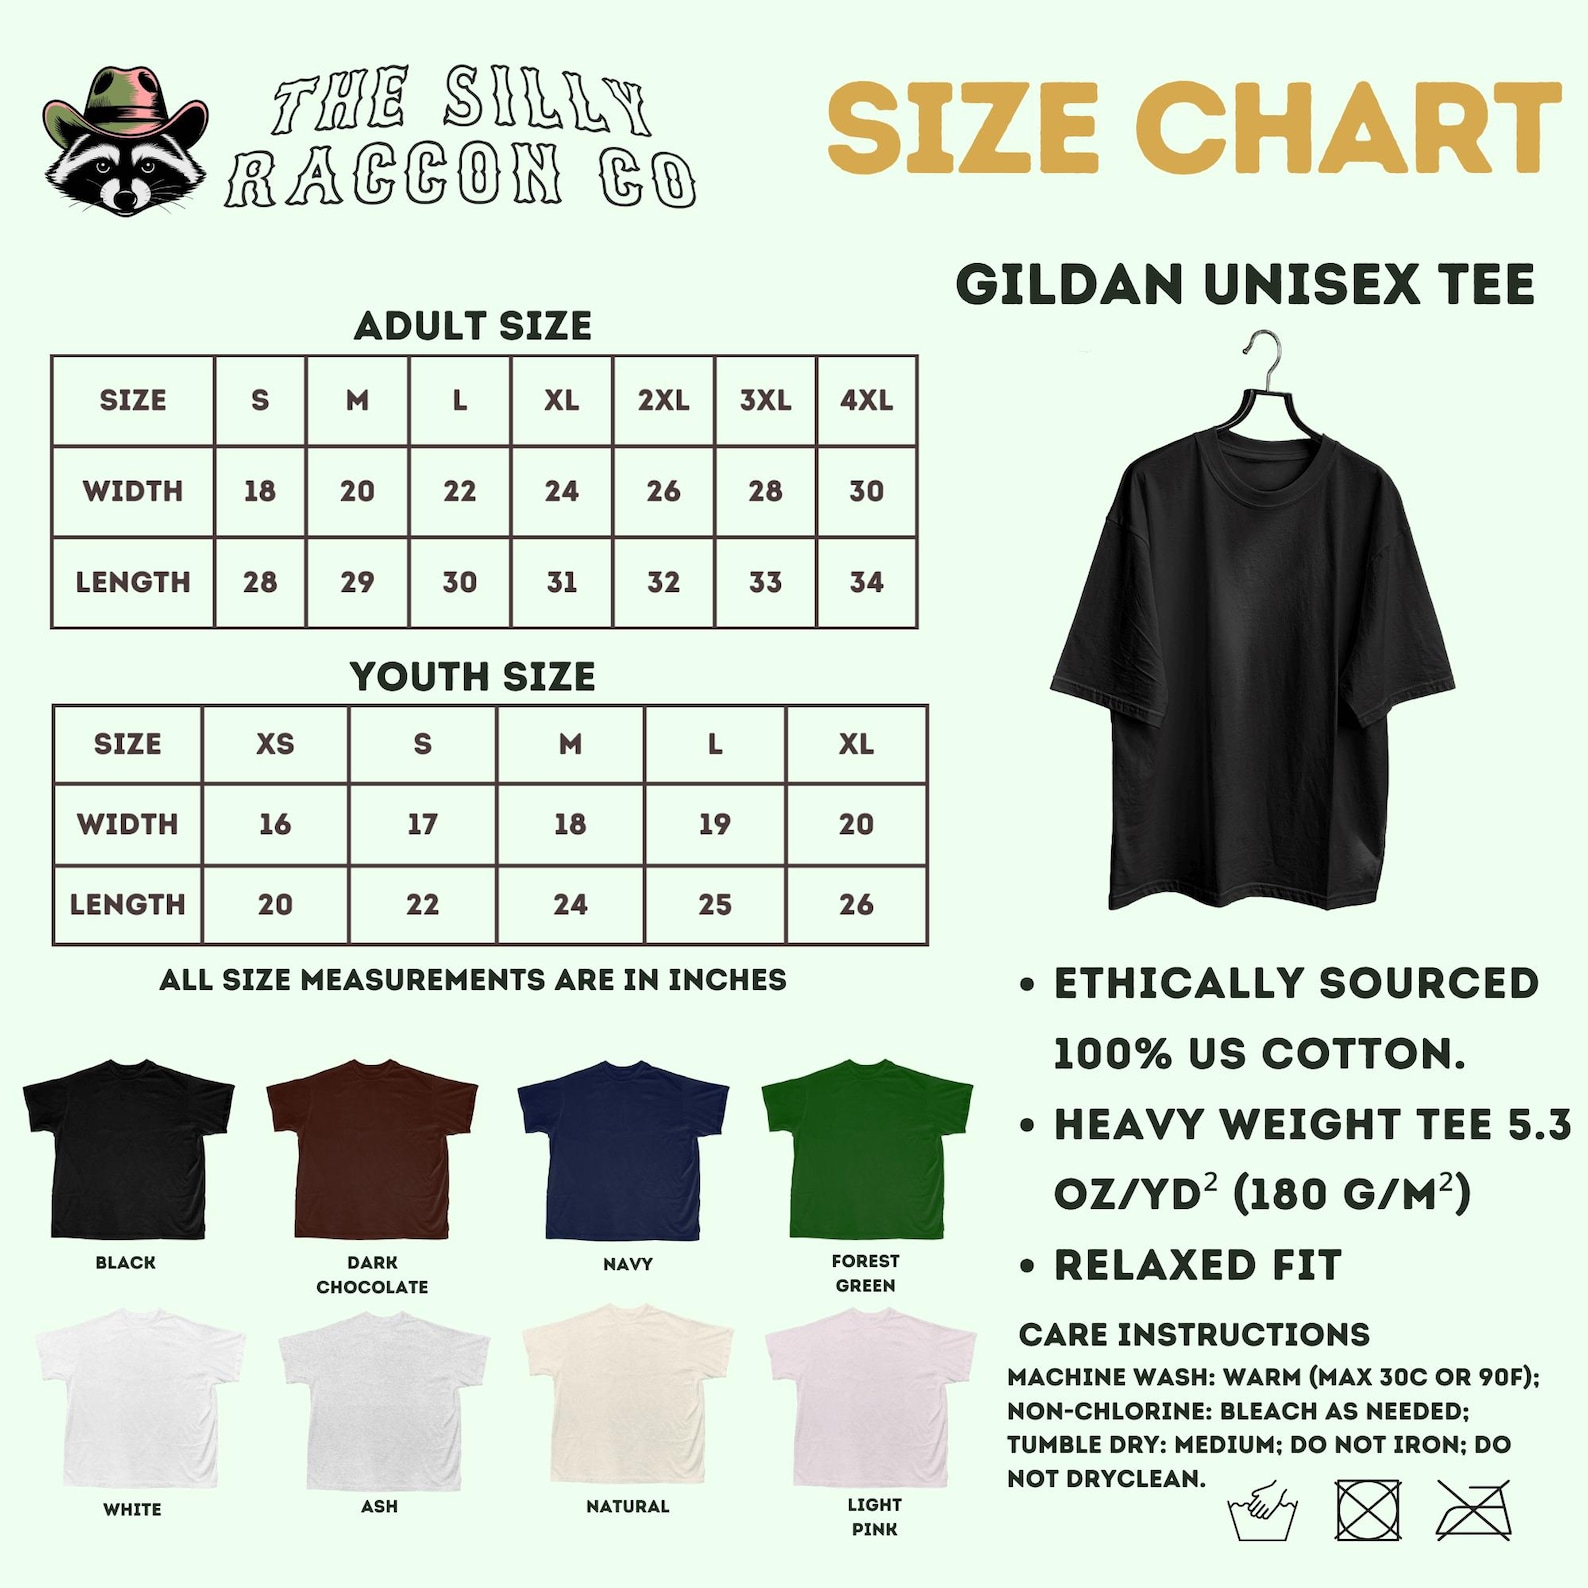 THE SILLY
RACCON CO
SIZE CHART
GILDAN UNISEX TEE
ADULT SIZE
SIZE S M L XL 2XL 3XL 4XL
WIDTH 18 20 22 24 26 28 30
LENGTH 28 29 30 31 32 33 34
YOUTH SIZE
SIZE XS S M L XL
WIDTH 16 17 18 19 20
LENGTH 20 22 24 25 26
ALL SIZE MEASUREMENTS ARE IN INCHES
BLACK
DARK
CHOCOLATE
NAVY
FOREST
GREEN
WHITE
ASH
NATURAL
LIGHT
PINK
• ETHICALLY SOURCED
100% US COTTON.
• HEAVY WEIGHT TEE 5.3
OZ/YD² (180 G/M²)
• RELAXED FIT
CARE INSTRUCTIONS
MACHINE WASH: WARM (MAX 30C OR 90F);
NON-CHLORINE: BLEACH AS NEEDED;
TUMBLE DRY: MEDIUM; DO NOT IRON; DO
NOT DRYCLEAN.